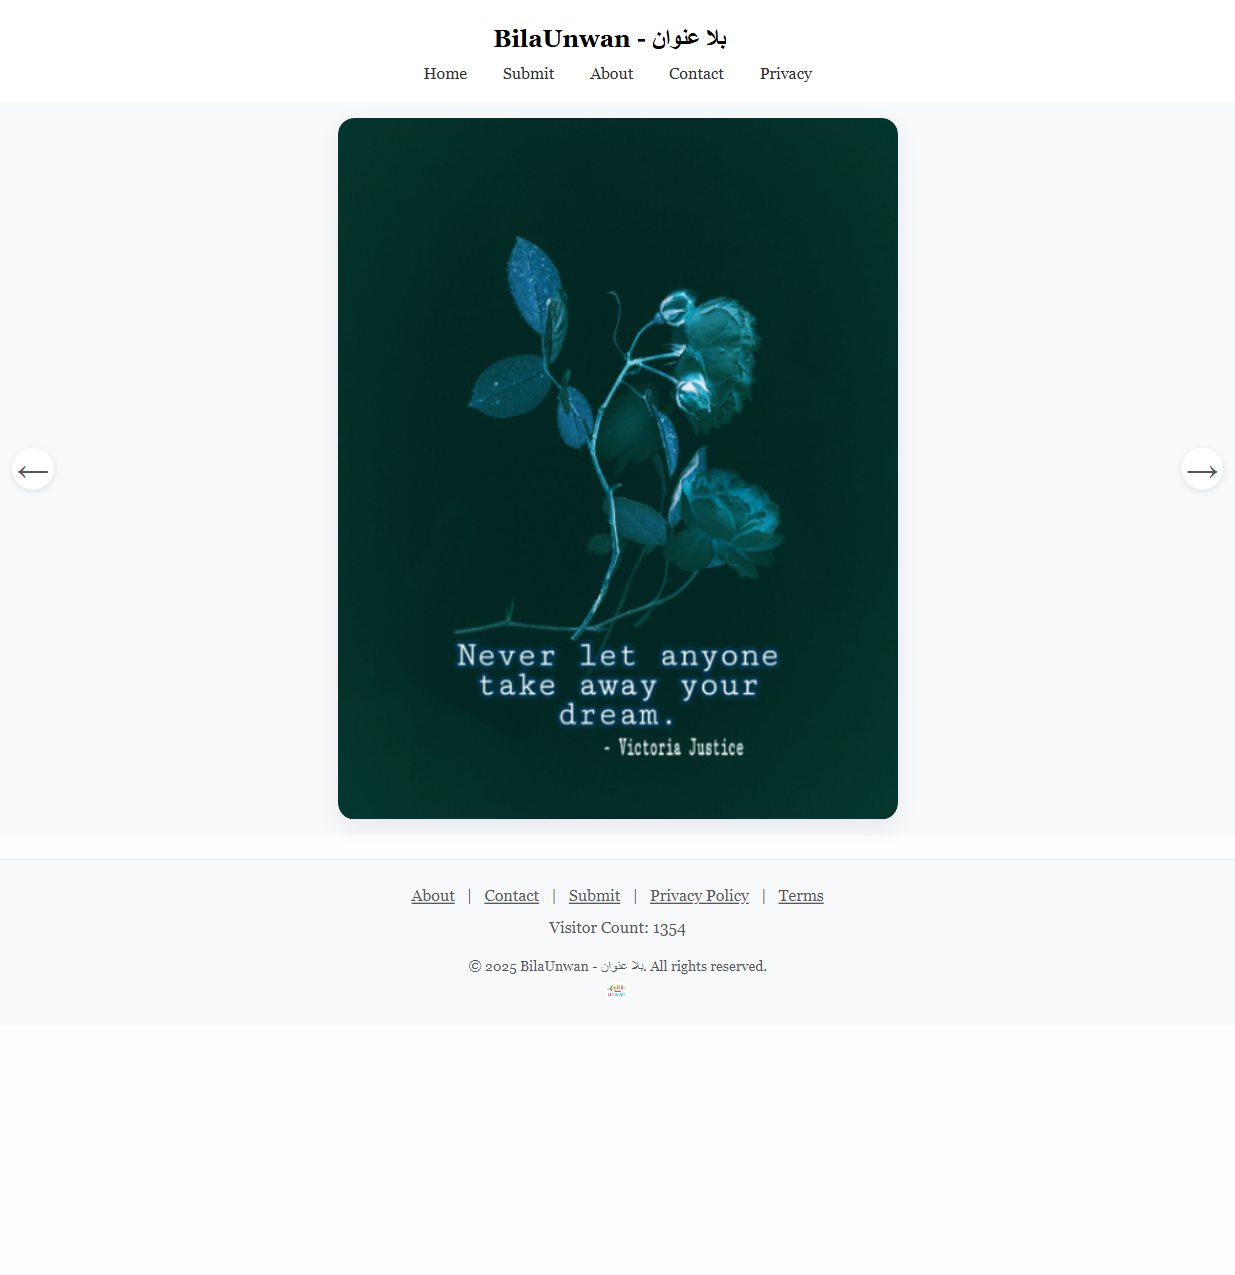 BilaUnwan - بلا عنوان
Home Submit About Contact Privacy
←
→
Never let anyone
take away your
dream.
- Victoria Justice
About | Contact | Submit | Privacy Policy | Terms
Visitor Count: 1354
© 2025 BilaUnwan - بلا عنوان. All rights reserved.